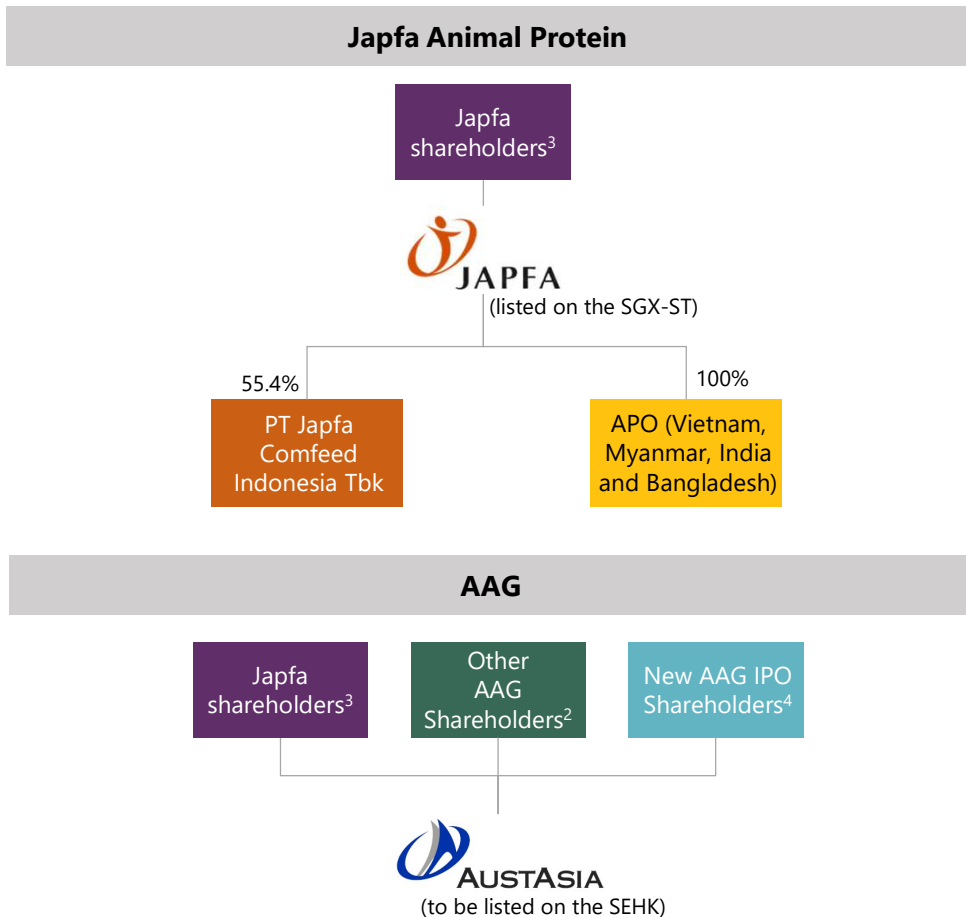 Japfa Animal Protein
Japfa
shareholders³
JAPFA
(listed on the SGX-ST)
55.4%
100%
PT Japfa
Comfeed
Indonesia Tbk
APO (Vietnam,
Myanmar, India
and Bangladesh)
AAG
Japfa
shareholders³
Other
AAG
Shareholders²
New AAG IPO
Shareholders⁴
AUSTASIA
(to be listed on the SEHK)